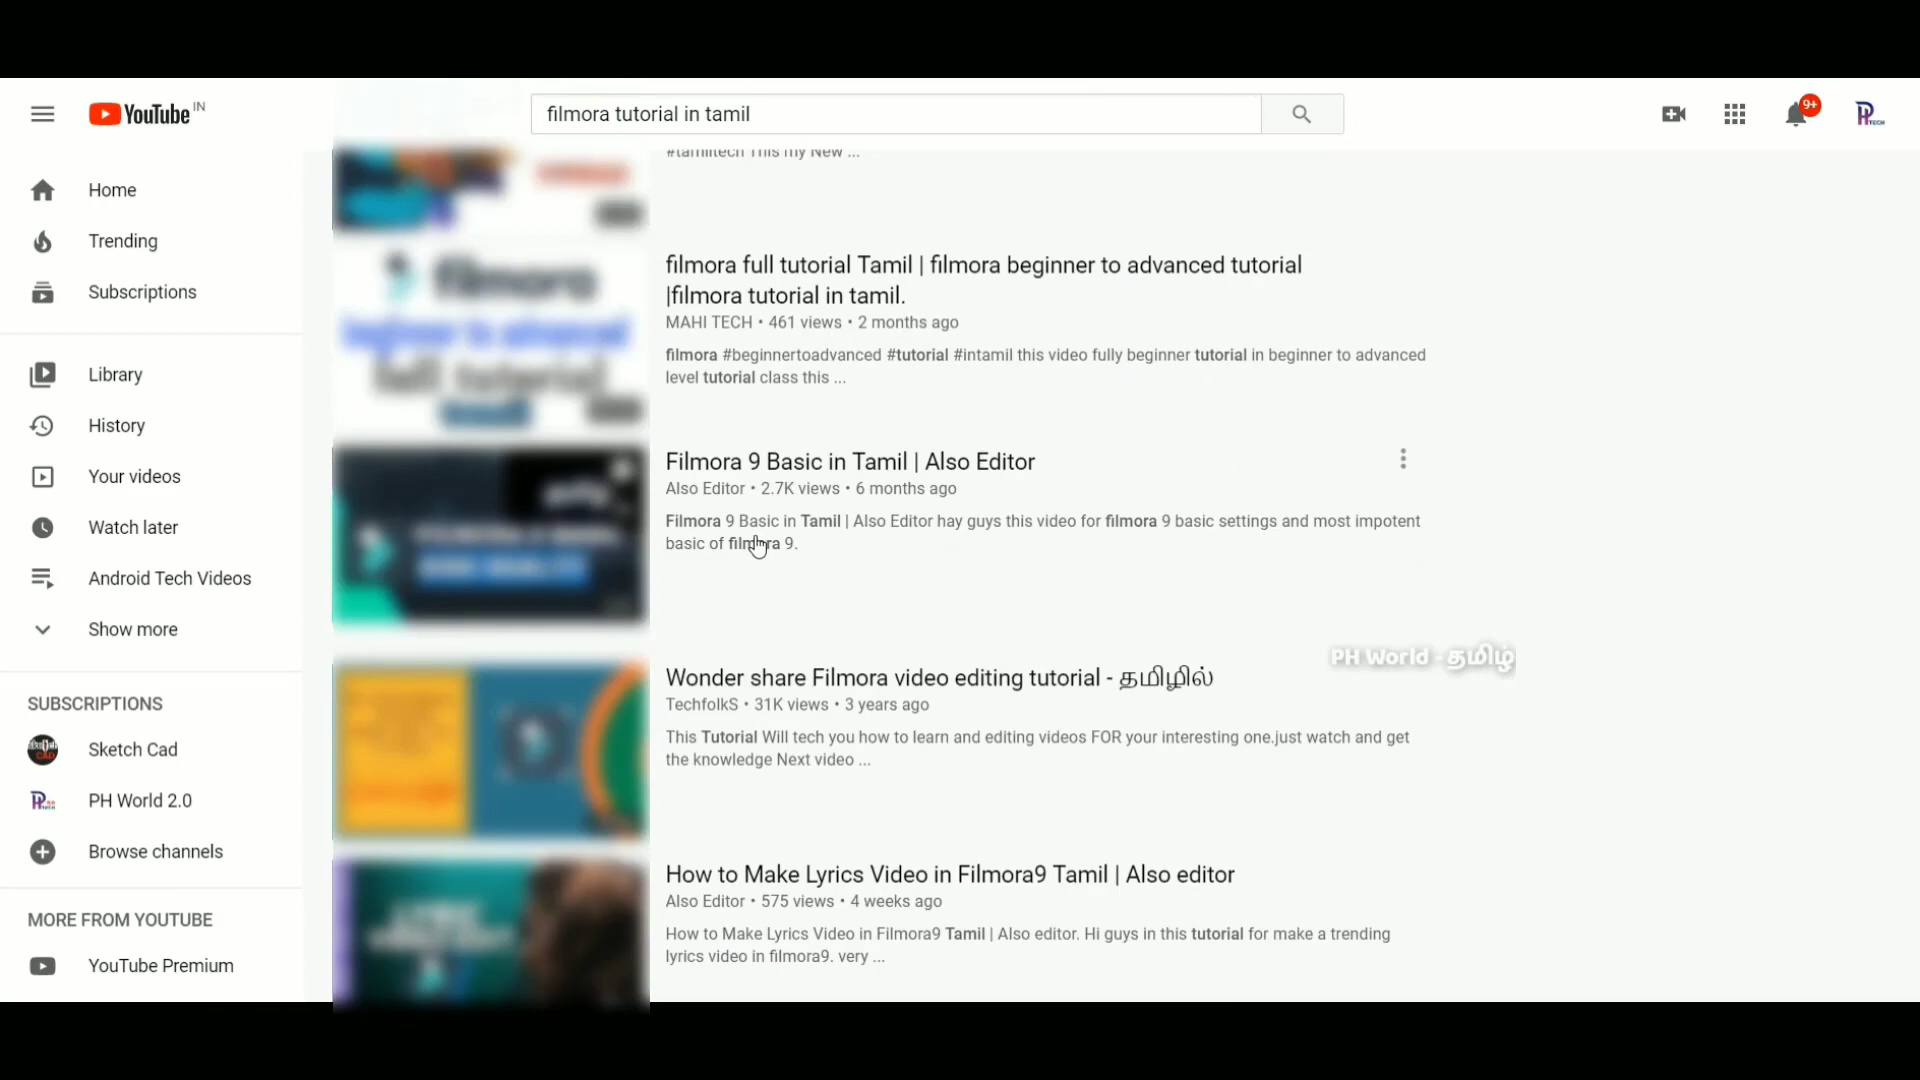 YouTube IN
filmora tutorial in tamil
9+
Home
Trending
Subscriptions
Library
History
Your videos
Watch later
Android Tech Videos
Show more
SUBSCRIPTIONS
Sketch Cad
PH World 2.0
Browse channels
MORE FROM YOUTUBE
YouTube Premium
#tamiltech This my New ...
filmora full tutorial Tamil | filmora beginner to advanced tutorial
|filmora tutorial in tamil.
MAHI TECH • 461 views • 2 months ago
filmora #beginnertoadvanced #tutorial #intamil this video fully beginner tutorial in beginner to advanced
level tutorial class this ...
Filmora 9 Basic in Tamil | Also Editor
Also Editor • 2.7K views • 6 months ago
Filmora 9 Basic in Tamil | Also Editor hay guys this video for filmora 9 basic settings and most impotent
basic of filmora 9.
PH World - தமிழ்
Wonder share Filmora video editing tutorial - தமிழில்
TechfolkS • 31K views • 3 years ago
This Tutorial Will tech you how to learn and editing videos FOR your interesting one.just watch and get
the knowledge Next video ...
How to Make Lyrics Video in Filmora9 Tamil | Also editor
Also Editor • 575 views • 4 weeks ago
How to Make Lyrics Video in Filmora9 Tamil | Also editor. Hi guys in this tutorial for make a trending
lyrics video in filmora9. very ...